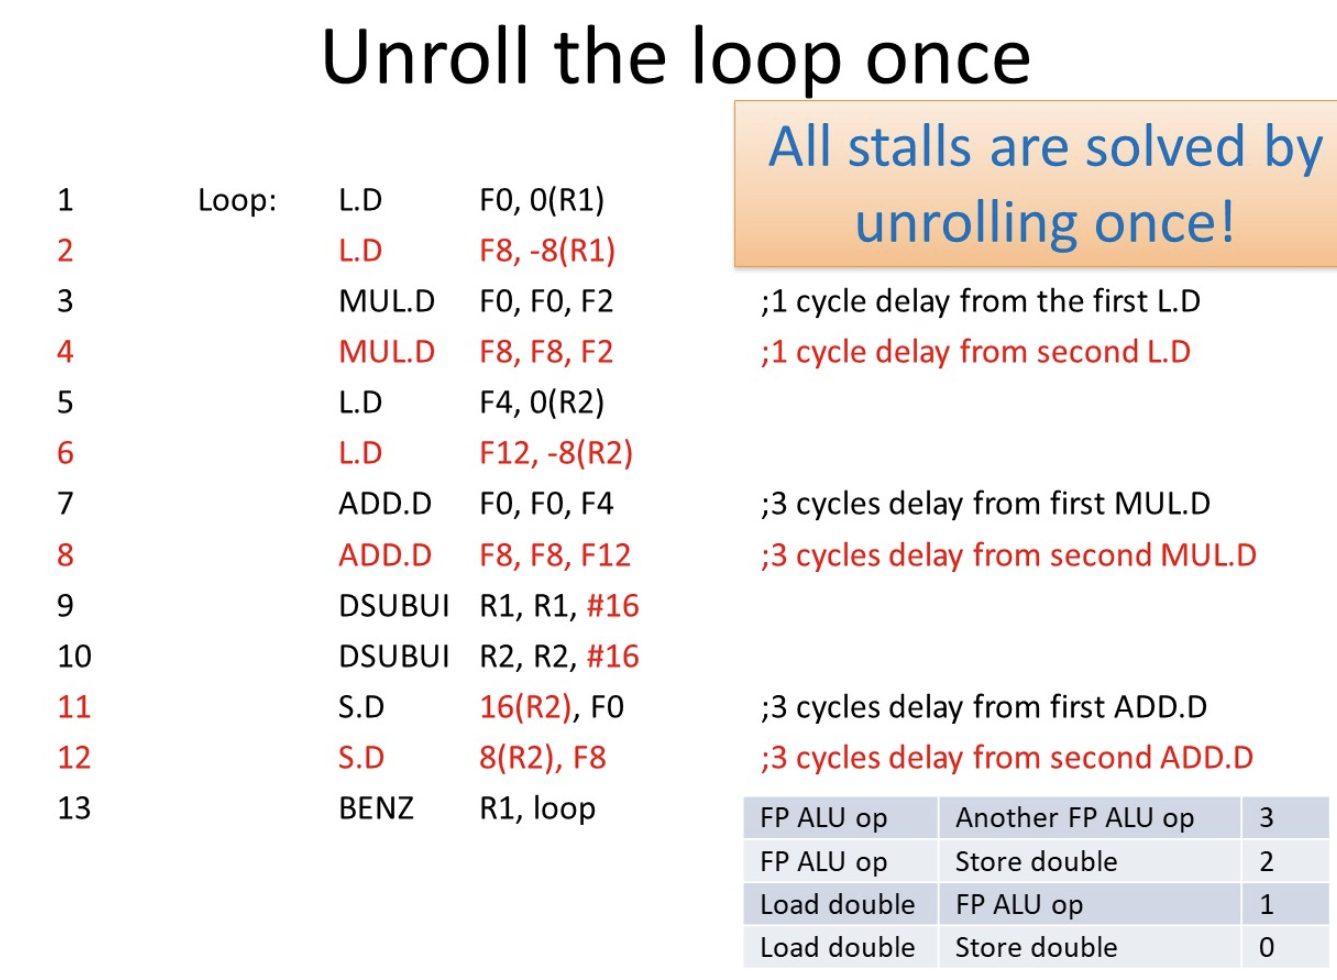 Unroll the loop once
All stalls are solved by
unrolling once!
1 Loop: L.D F0, 0(R1)
2 L.D F8, -8(R1)
3 MUL.D F0, F0, F2 ;1 cycle delay from the first L.D
4 MUL.D F8, F8, F2 ;1 cycle delay from second L.D
5 L.D F4, 0(R2)
6 L.D F12, -8(R2)
7 ADD.D F0, F0, F4 ;3 cycles delay from first MUL.D
8 ADD.D F8, F8, F12 ;3 cycles delay from second MUL.D
9 DSUBUI R1, R1, #16
10 DSUBUI R2, R2, #16
11 S.D 16(R2), F0 ;3 cycles delay from first ADD.D
12 S.D 8(R2), F8 ;3 cycles delay from second ADD.D
13 BENZ R1, loop
FP ALU op Another FP ALU op 3
FP ALU op Store double 2
Load double FP ALU op 1
Load double Store double 0